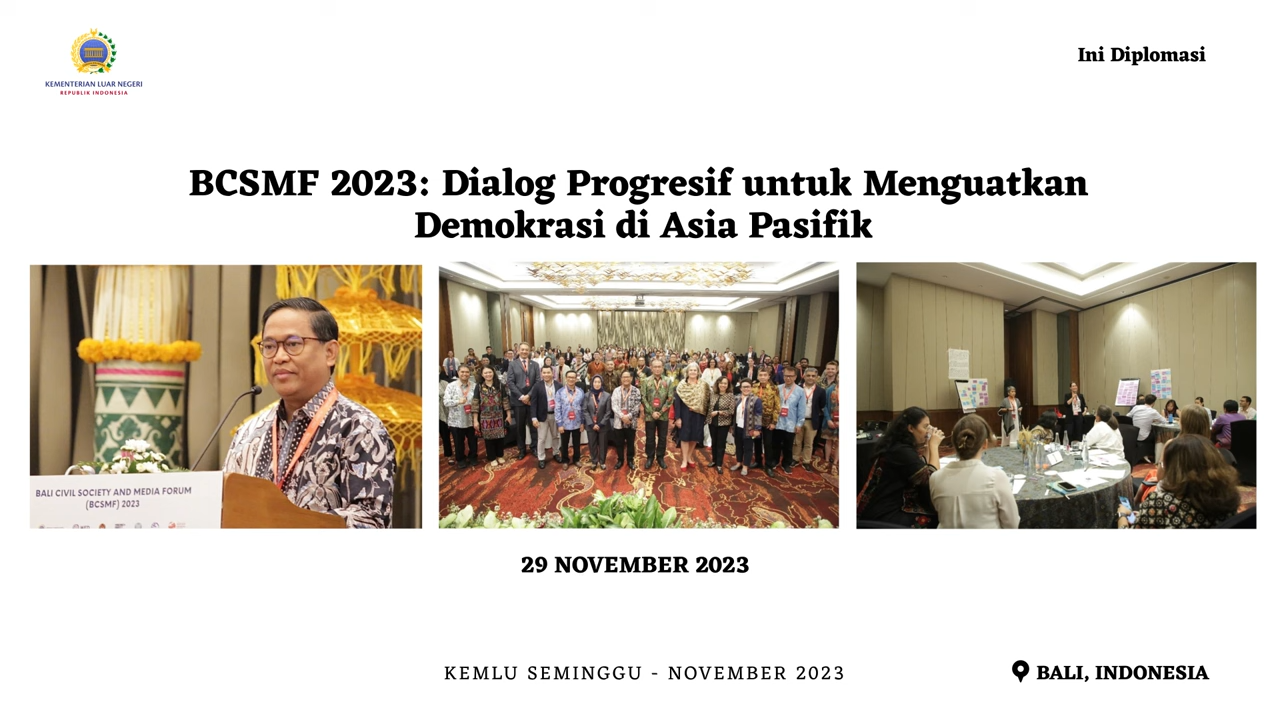 KEMENTERIAN LUAR NEGERI
REPUBLIK INDONESIA
Ini Diplomasi
BCSMF 2023: Dialog Progresif untuk Menguatkan
Demokrasi di Asia Pasifik
BALI CIVIL SOCIETY AND MEDIA FORUM
(BCSMF) 2023
29 NOVEMBER 2023
KEMLU SEMINGGU - NOVEMBER 2023
BALI, INDONESIA